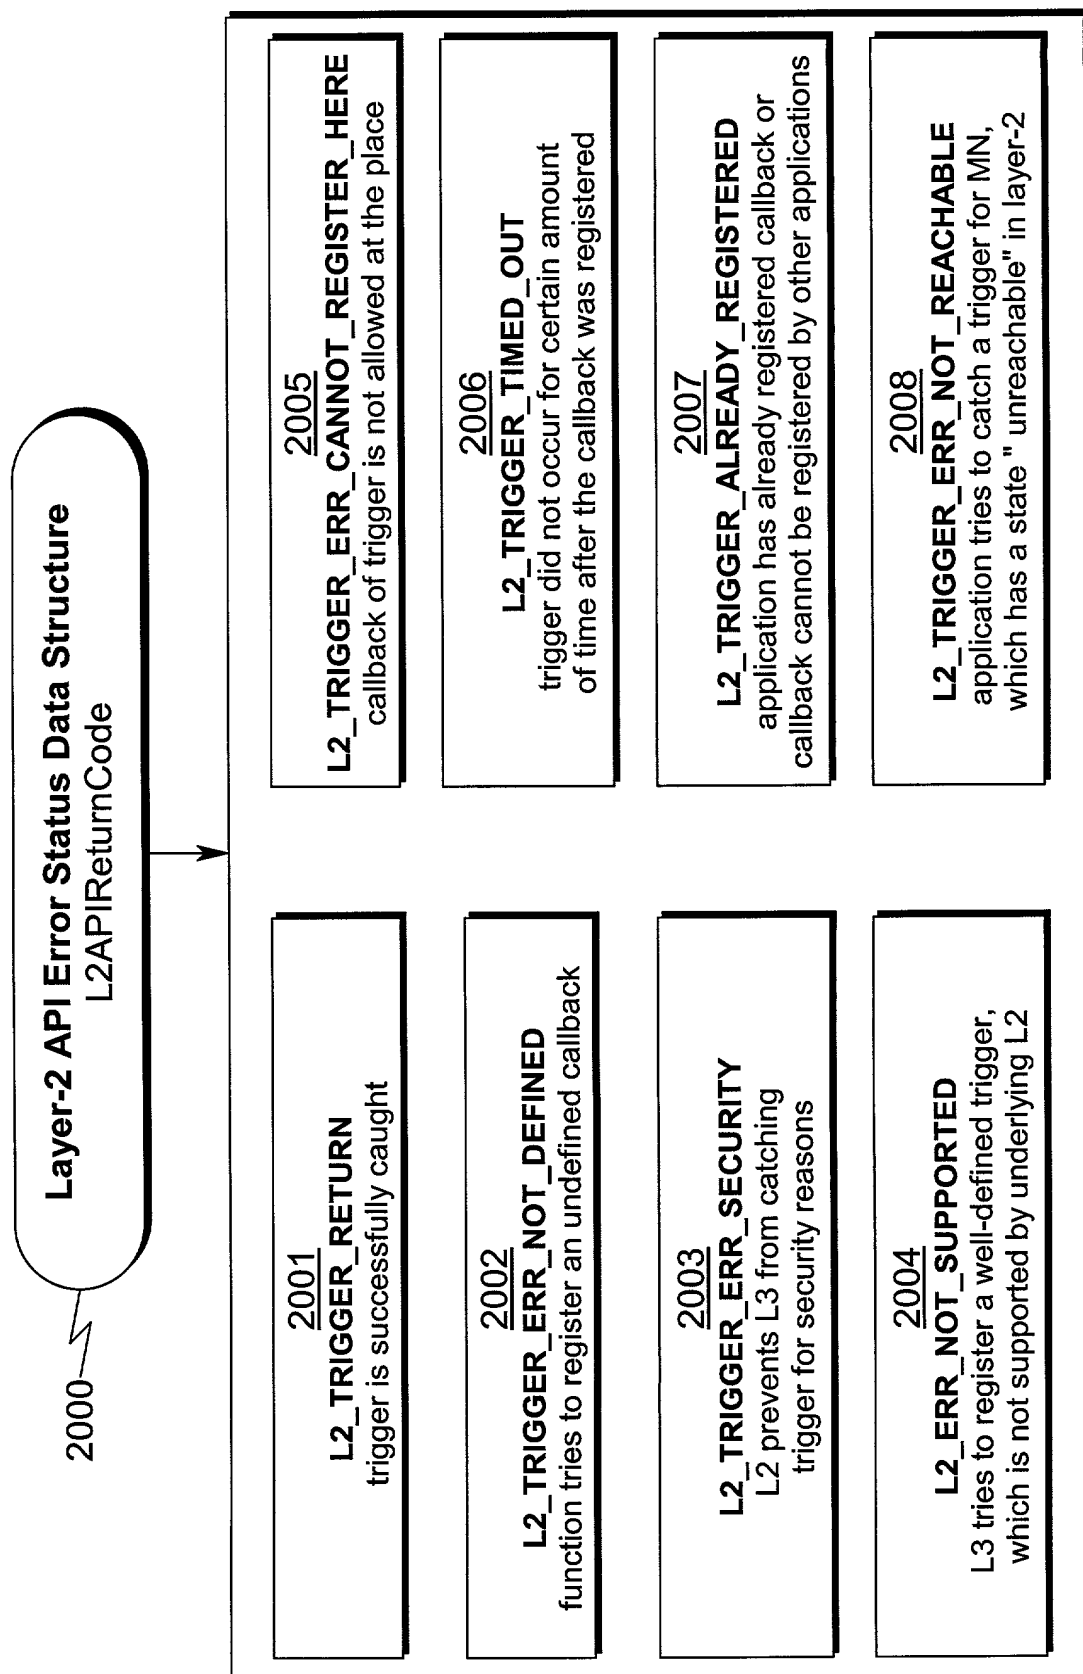 Layer-2 API Error Status Data Structure
L2APIReturnCode
2000
2001
L2_TRIGGER_RETURN
trigger is successfully caught
2002
L2_TRIGGER_ERR_NOT_DEFINED
function tries to register an undefined callback
2003
L2_TRIGGER_ERR_SECURITY
L2 prevents L3 from catching
trigger for security reasons
2004
L2_ERR_NOT_SUPPORTED
L3 tries to register a well-defined trigger,
which is not supported by underlying L2
2005
L2_TRIGGER_ERR_CANNOT_REGISTER_HERE
callback of trigger is not allowed at the place
2006
L2_TRIGGER_TIMED_OUT
trigger did not occur for certain amount
of time after the callback was registered
2007
L2_TRIGGER_ALREADY_REGISTERED
application has already registered callback or
callback cannot be registered by other applications
2008
L2_TRIGGER_ERR_NOT_REACHABLE
application tries to catch a trigger for MN,
which has a state " unreachable" in layer-2